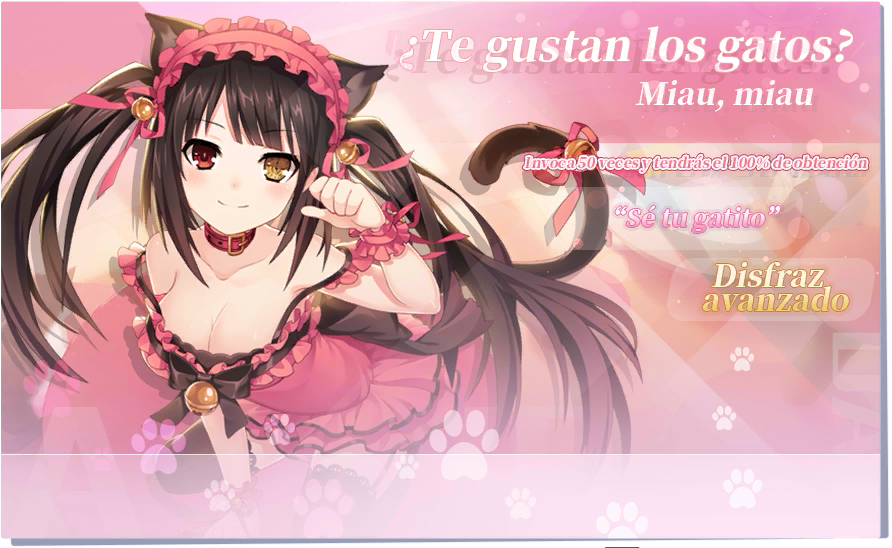 ¿Te gustan los gatos?
Miau, miau
Invoca 50 veces y tendrás el 100% de obtención
“Sé tu gatito”
Disfraz
avanzado